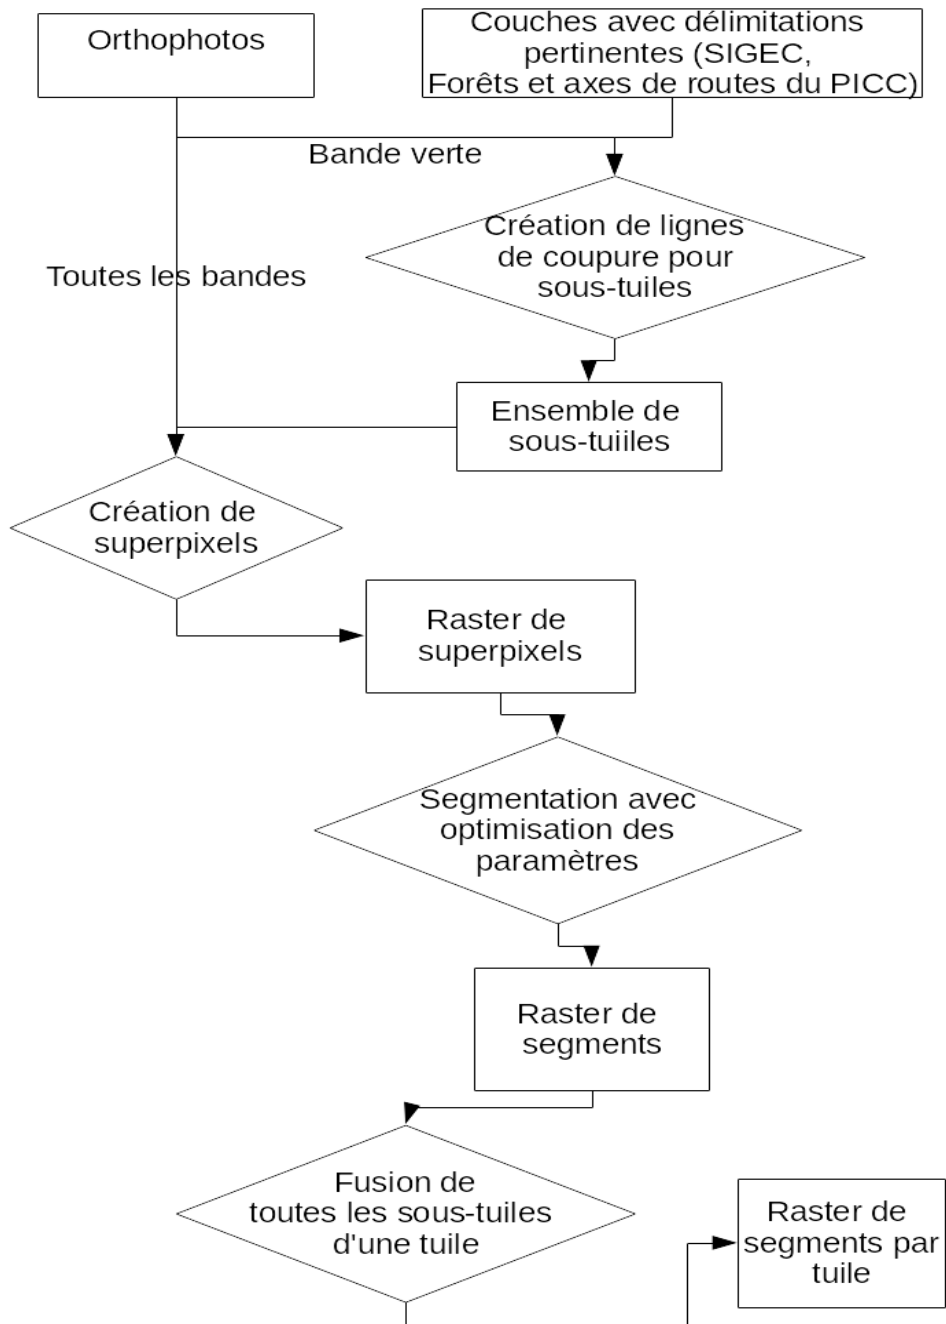 Orthophotos
Couches avec délimitations
pertinentes (SIGEC,
Forêts et axes de routes du PICC)
Bande verte
Création de lignes
de coupure pour
sous-tuiles
Toutes les bandes
Ensemble de
sous-tuiiles
Création de
superpixels
Raster de
superpixels
Segmentation avec
optimisation des
paramètres
Raster de
segments
Fusion de
toutes les sous-tuiles
d'une tuile
Raster de
segments par
tuile